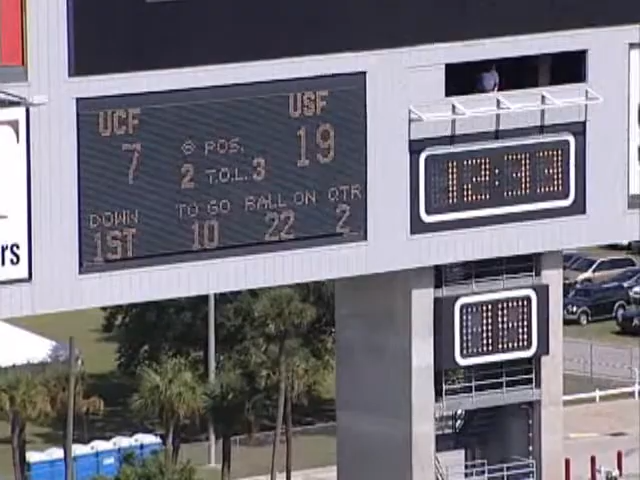 UCF USF
7 POS. 19
2 T.O.L. 3
DOWN TO GO BALL ON QTR
1ST 10 22 2
12:33
rs